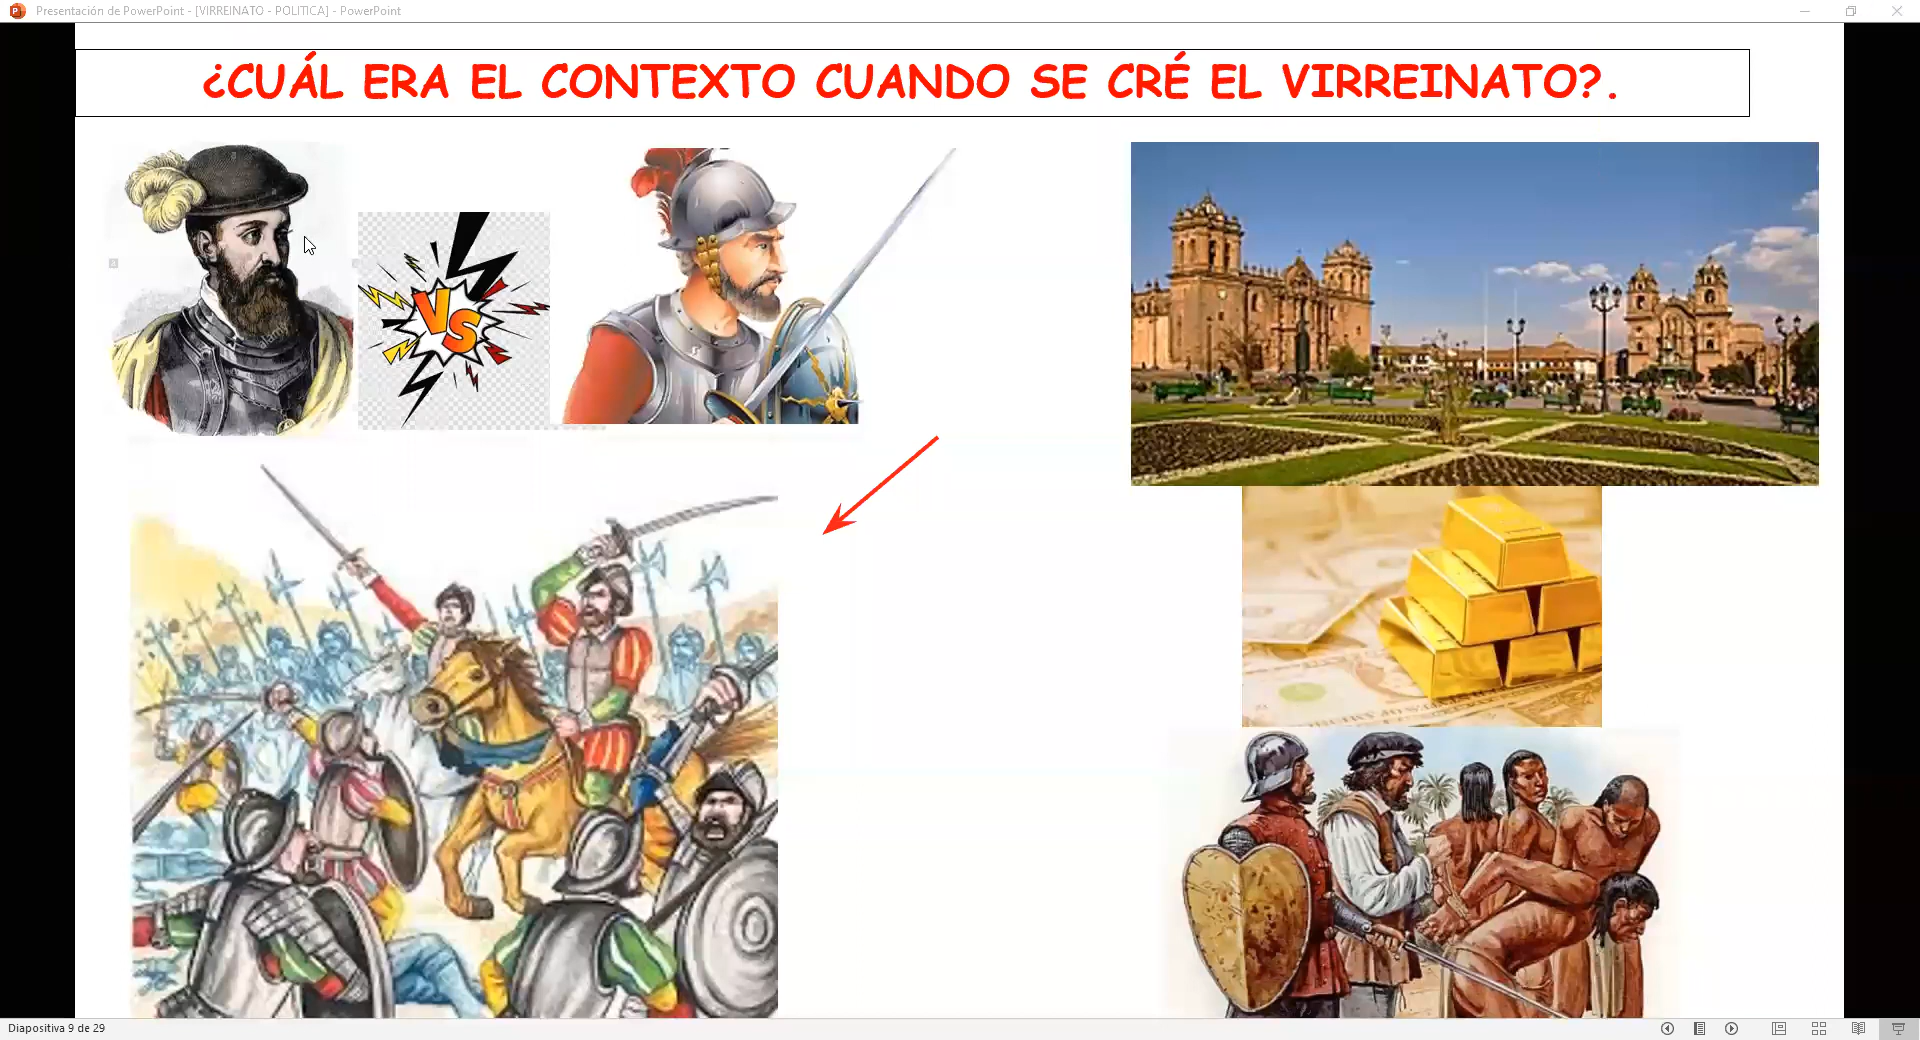 Presentación de PowerPoint - [VIRREINATO - POLITICA] - PowerPoint
¿CUÁL ERA EL CONTEXTO CUANDO SE CRÉ EL VIRREINATO?.
VS
alamy
Diapositiva 9 de 29